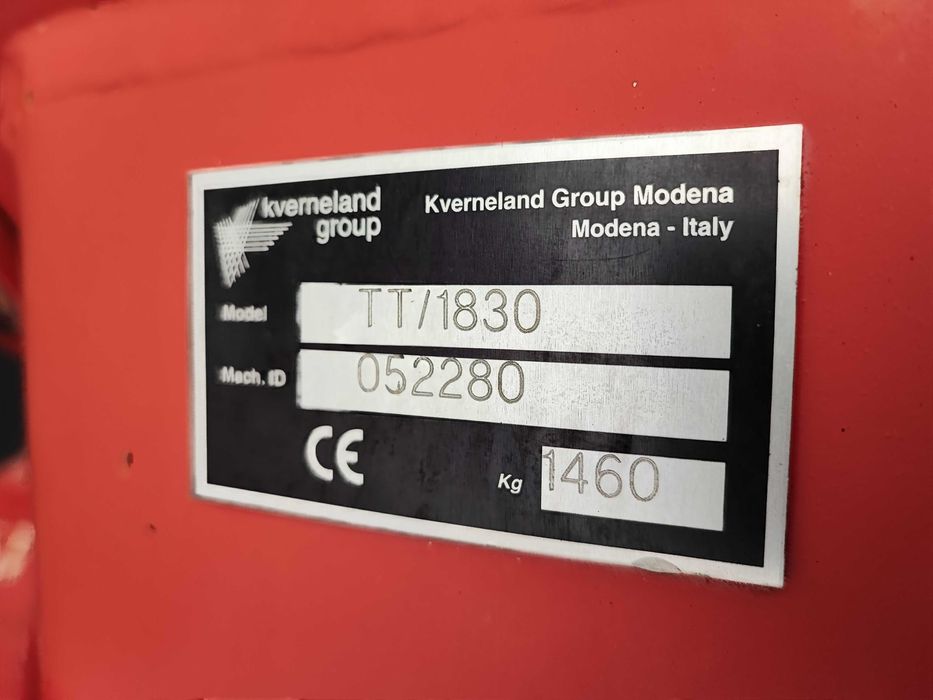 kverneland
group
Kverneland Group Modena
Modena - Italy
Model TT/1830
Mach. ID 052280
CE
Kg 1460